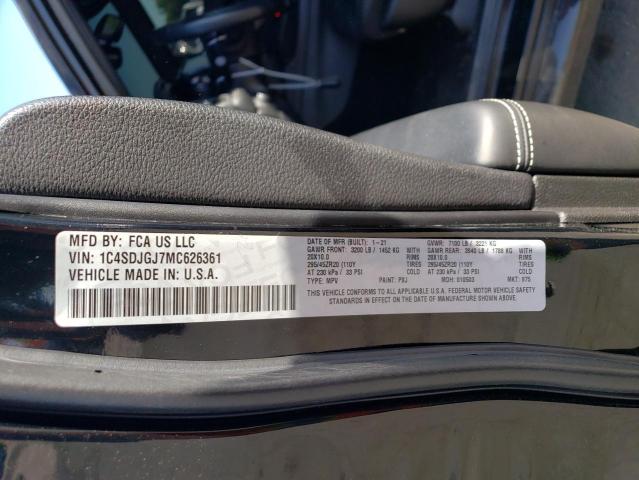 MFD BY: FCA US LLC
VIN: 1C4SDJGJ7MC626361
VEHICLE MADE IN: U.S.A.
DATE OF MFR (BUILT): 1-21 GVWR: 7100 LB / 3221 KG
GAWR FRONT: 3200 LB / 1452 KG WITH GAWR REAR: 3940 LB / 1788 KG WITH
20X10.0 RIMS 20X10.0 RIMS
295/45ZR20 (110Y) TIRES 295/45ZR20 (110Y) TIRES
AT 230 kPa / 33 PSI COLD AT 230 kPa / 33 PSI COLD
TYPE: MPV PAINT: PXJ MDH: 010503 MKT: 975
THIS VEHICLE CONFORMS TO ALL APPLICABLE U.S.A. FEDERAL MOTOR VEHICLE SAFETY
STANDARDS IN EFFECT ON THE DATE OF MANUFACTURE SHOWN ABOVE.